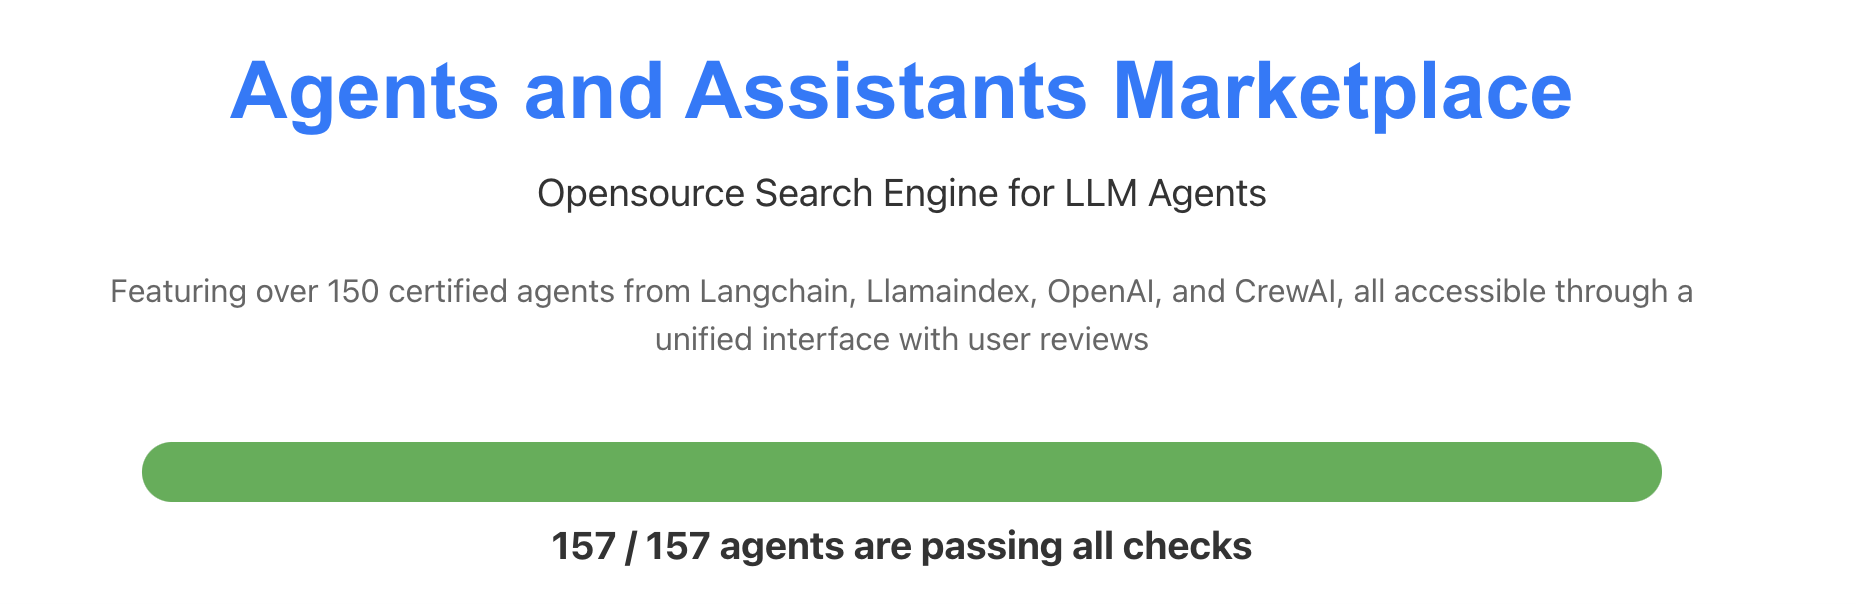 Agents and Assistants Marketplace
Opensource Search Engine for LLM Agents
Featuring over 150 certified agents from Langchain, Llamaindex, OpenAI, and CrewAI, all accessible through a
unified interface with user reviews
157 / 157 agents are passing all checks